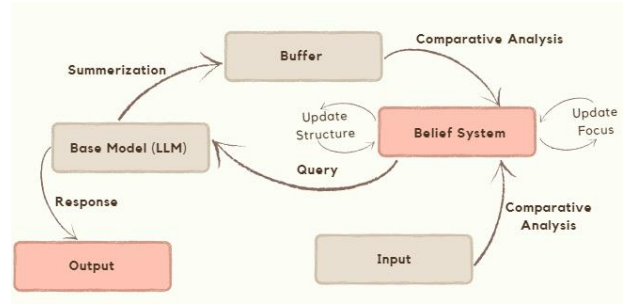 Buffer
Comparative Analysis
Summerization
Update
Structure
Belief System
Update
Focus
Base Model (LLM)
Query
Response
Comparative
Analysis
Output
Input